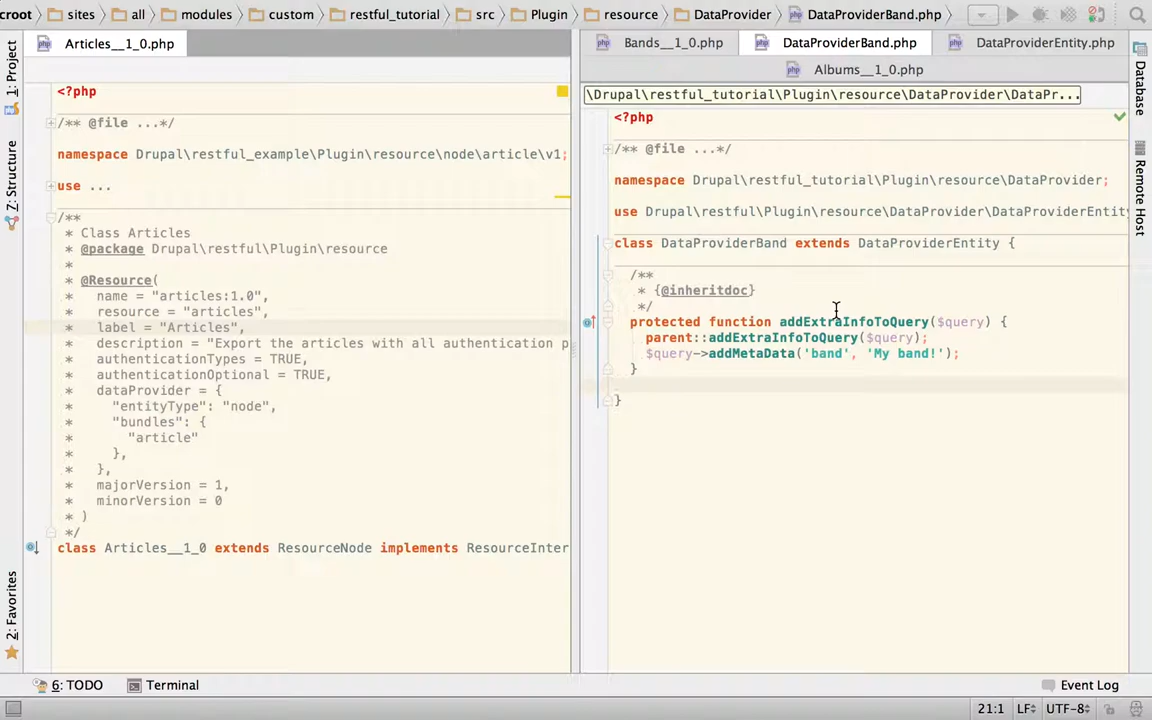 croot sites all modules custom restful_tutorial src Plugin resource DataProvider DataProviderBand.php
1: Project
Z: Structure
2: Favorites
Articles__1_0.php
<?php
/** @file ...*/
namespace Drupal\restful_example\Plugin\resource\node\article\v1;
use ...
/**
* Class Articles
* @package Drupal\restful\Plugin\resource
*
* @Resource(
*   name = "articles:1.0",
*   resource = "articles",
*   label = "Articles",
*   description = "Export the articles with all authentication p
*   authenticationTypes = TRUE,
*   authenticationOptional = TRUE,
*   dataProvider = {
*     "entityType": "node",
*     "bundles": {
*       "article"
*     },
*   },
*   majorVersion = 1,
*   minorVersion = 0
* )
*/
class Articles__1_0 extends ResourceNode implements ResourceInter
Bands__1_0.php DataProviderBand.php DataProviderEntity.php
Albums__1_0.php
\Drupal\restful_tutorial\Plugin\resource\DataProvider\DataPr...
<?php
/** @file ...*/
namespace Drupal\restful_tutorial\Plugin\resource\DataProvider;
use Drupal\restful\Plugin\resource\DataProvider\DataProviderEntity
class DataProviderBand extends DataProviderEntity {
/**
* {@inheritdoc}
*/
protected function addExtraInfoToQuery($query) {
parent::addExtraInfoToQuery($query);
$query->addMetaData('band', 'My band!');
}
}
Database
Remote Host
6: TODO Terminal Event Log
21:1 LF UTF-8